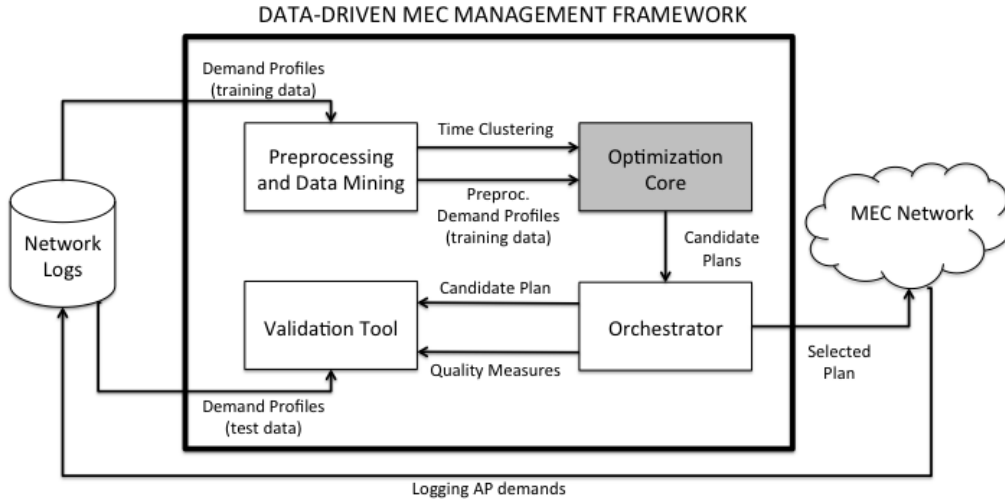 DATA-DRIVEN MEC MANAGEMENT FRAMEWORK
Demand Profiles
(training data)
Preprocessing
and Data Mining
Time Clustering
Preproc.
Demand Profiles
(training data)
Optimization
Core
Network
Logs
MEC Network
Candidate
Plans
Validation Tool
Candidate Plan
Quality Measures
Orchestrator
Selected
Plan
Demand Profiles
(test data)
Logging AP demands